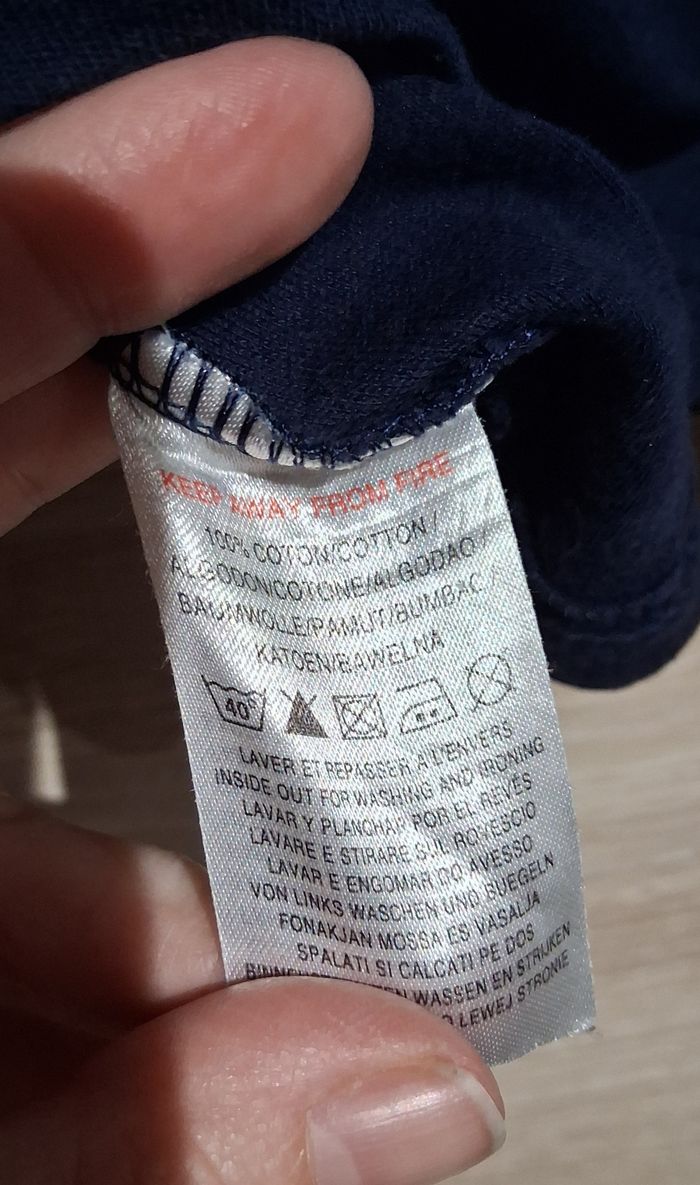 KEEP AWAY FROM FIRE
100% COTON/COTTON/
ALGODON/COTONE/ALGODAO/
BAUMWOLLE/PAMUT/BUMBAC/
KATOEN/BAWELNA
40°
LAVER ET REPASSER A L'ENVERS
INSIDE OUT FOR WASHING AND IRONING
LAVAR Y PLANCHAR POR EL REVÉS
LAVARE E STIRARE SUL ROVESCIO
LAVAR E ENGOMAR DO AVESSO
VON LINKS WASCHEN UND BUEGELN
FONAKJAN MOSSA ES VASALJA
SPALATI SI CALCATI PE DOS
WASSEN EN STRIJKEN
LEWEJ STRONIE